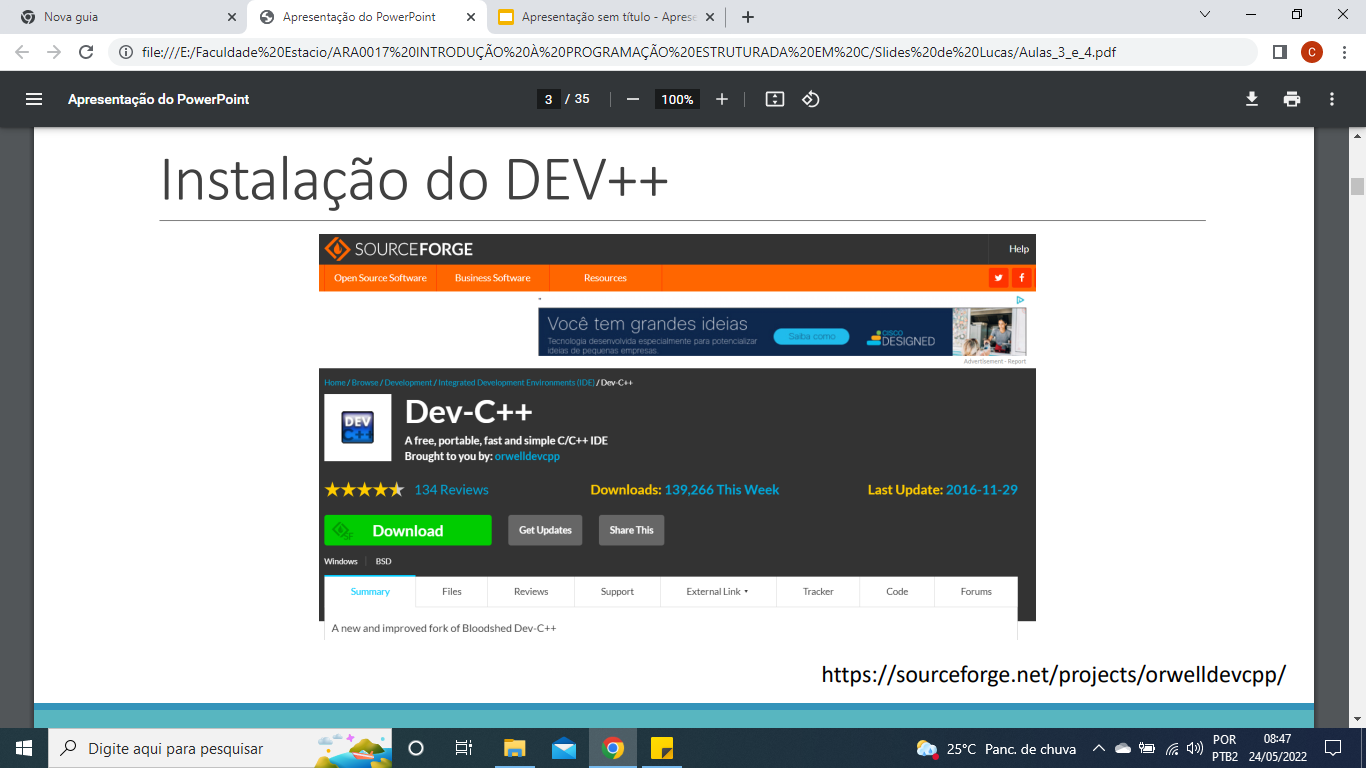 Nova guia
Apresentação do PowerPoint
Apresentação sem título - Aprese
file:///E:/Faculdade%20Estacio/ARA0017%20INTRODUÇÃO%20À%20PROGRAMAÇÃO%20ESTRUTURADA%20EM%20C/Slides%20de%20Lucas/Aulas_3_e_4.pdf
C
Apresentação do PowerPoint
3 / 35
100%
Instalação do DEV++
SOURCEFORGE
Help
Open Source Software Business Software Resources
Você tem grandes ideias
Tecnologia desenvolvida especialmente para potencializar
ideias de pequenas empresas.
Saiba como
CISCO
DESIGNED
Advertisement - Report
Home / Browse / Development / Integrated Development Environments (IDE) / Dev-C++
DEV
C++
Dev-C++
A free, portable, fast and simple C/C++ IDE
Brought to you by: orwelldevcpp
134 Reviews
Downloads: 139,266 This Week
Last Update: 2016-11-29
Download
Get Updates
Share This
Windows | BSD
Summary Files Reviews Support External Link Tracker Code Forums
A new and improved fork of Bloodshed Dev-C++
https://sourceforge.net/projects/orwelldevcpp/
Digite aqui para pesquisar
25°C Panc. de chuva
POR
PTB2
08:47
24/05/2022